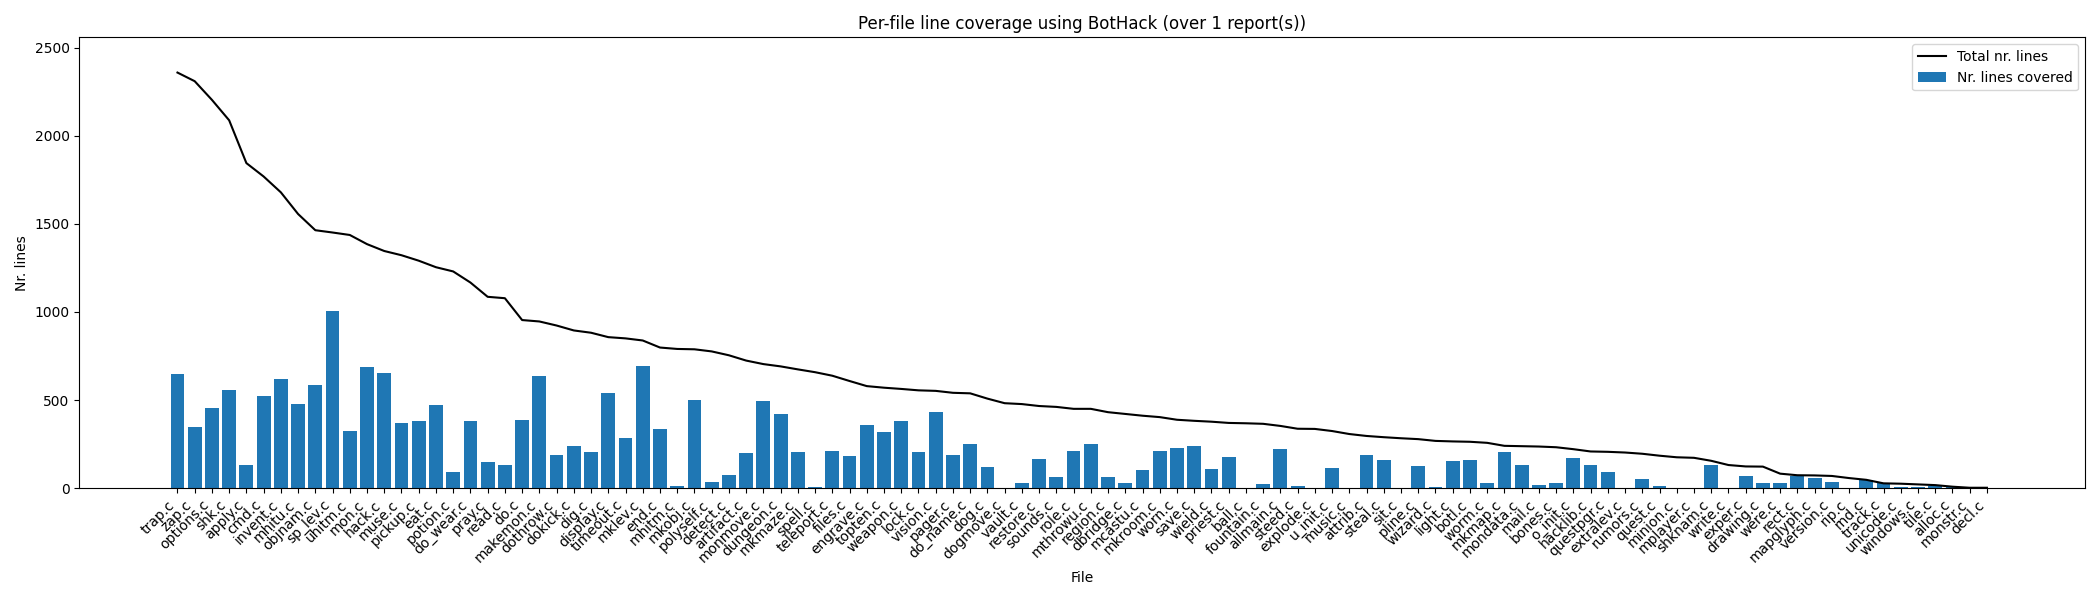 Per-file line coverage using BotHack (over 1 report(s))
Total nr. lines
Nr. lines covered
Nr. lines
2500
2000
1500
1000
500
0
trap.c
zap.c
options.c
shk.c
apply.c
cmd.c
invent.c
mhitu.c
objnam.c
sp_lev.c
uhitm.c
mon.c
hack.c
muse.c
pickup.c
eat.c
potion.c
do_wear.c
pray.c
read.c
do.c
makemon.c
dothrow.c
dokick.c
dig.c
display.c
timeout.c
mklev.c
end.c
mhitm.c
mkobj.c
polyself.c
detect.c
artifact.c
monmove.c
dungeon.c
mkmaze.c
spell.c
teleport.c
files.c
engrave.c
topten.c
weapon.c
lock.c
vision.c
pager.c
do_name.c
dog.c
dogmove.c
vault.c
restore.c
sounds.c
role.c
mthrowu.c
region.c
dbridge.c
mcastu.c
mkroom.c
worn.c
save.c
wield.c
priest.c
ball.c
fountain.c
allmain.c
steed.c
explode.c
u_init.c
music.c
attrib.c
steal.c
sit.c
pline.c
wizard.c
light.c
botl.c
worm.c
mkmap.c
mondata.c
mail.c
bones.c
o_init.c
hacklib.c
questpgr.c
extralev.c
rumors.c
quest.c
minion.c
mplayer.c
shknam.c
write.c
exper.c
drawing.c
were.c
rect.c
mapglyph.c
version.c
rip.c
rnd.c
track.c
unicode.c
windows.c
tile.c
alloc.c
monstr.c
decl.c
File